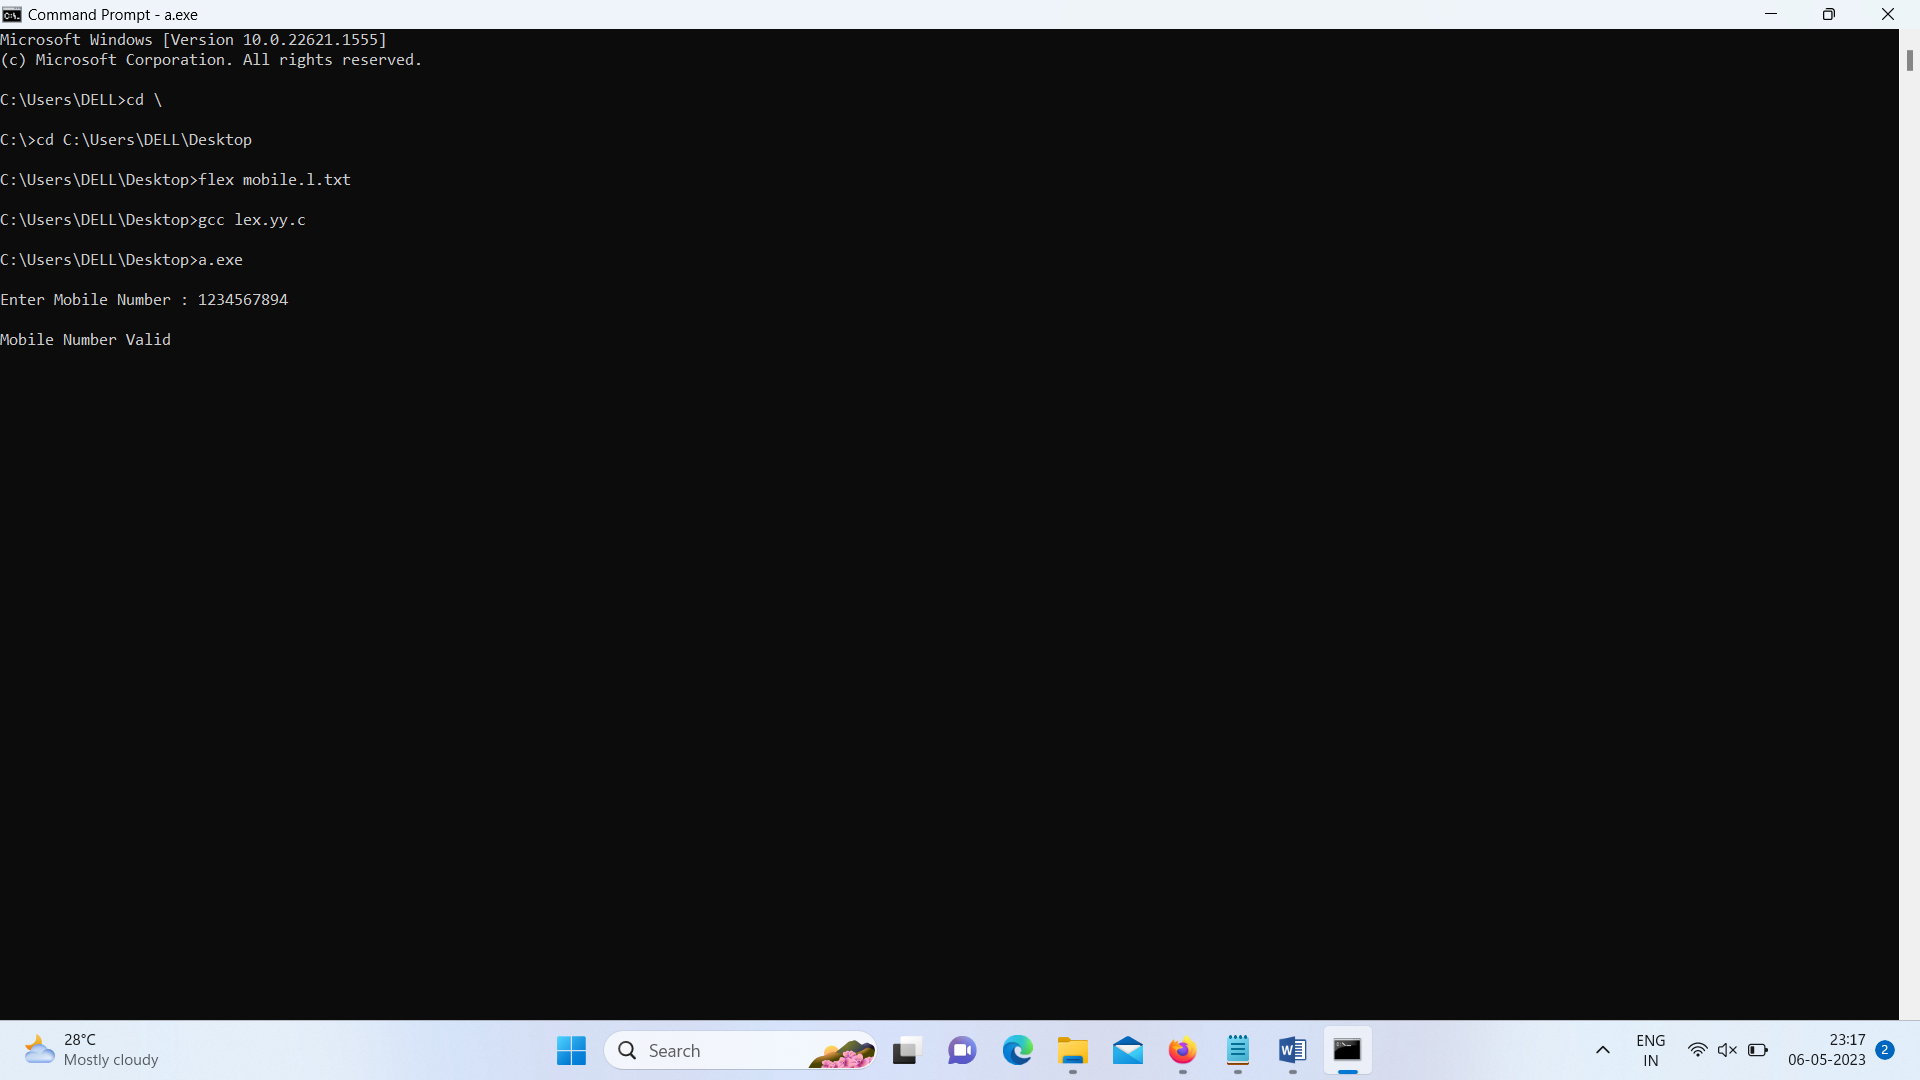 Command Prompt - a.exe
Microsoft Windows [Version 10.0.22621.1555]
(c) Microsoft Corporation. All rights reserved.
C:\Users\DELL>cd \
C:\>cd C:\Users\DELL\Desktop
C:\Users\DELL\Desktop>flex mobile.l.txt
C:\Users\DELL\Desktop>gcc lex.yy.c
C:\Users\DELL\Desktop>a.exe
Enter Mobile Number : 1234567894
Mobile Number Valid
28°C
Mostly cloudy
Search
ENG
IN
23:17
06-05-2023
2